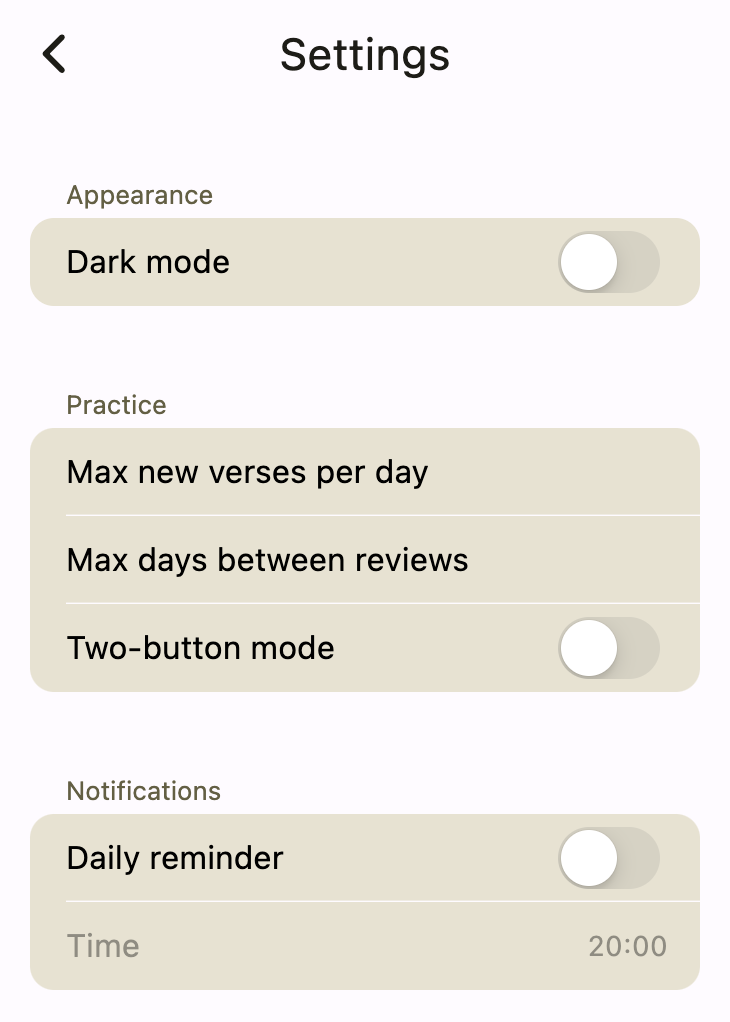 Settings
Appearance
Dark mode
Practice
Max new verses per day
Max days between reviews
Two-button mode
Notifications
Daily reminder
Time 20:00